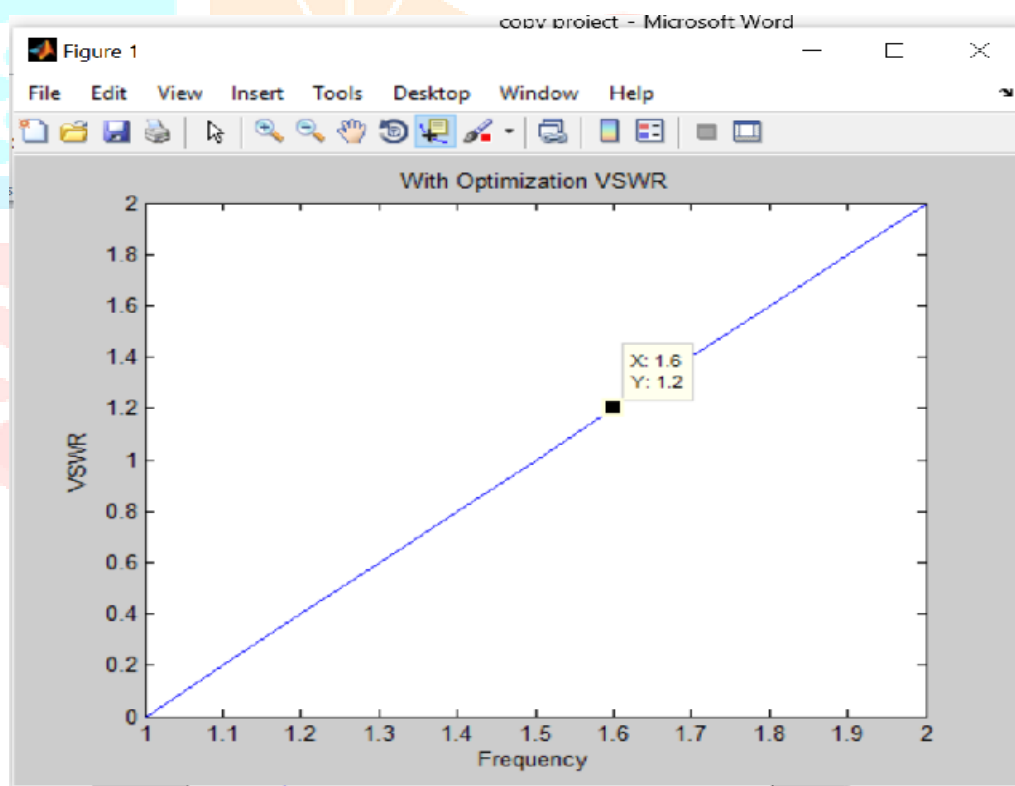 copy project - Microsoft Word
Figure 1
File Edit View Insert Tools Desktop Window Help
With Optimization VSWR
2
1.8
1.6
1.4
1.2
1
0.8
0.6
0.4
0.2
0
VSWR
X: 1.6
Y: 1.2
1 1.1 1.2 1.3 1.4 1.5 1.6 1.7 1.8 1.9 2
Frequency